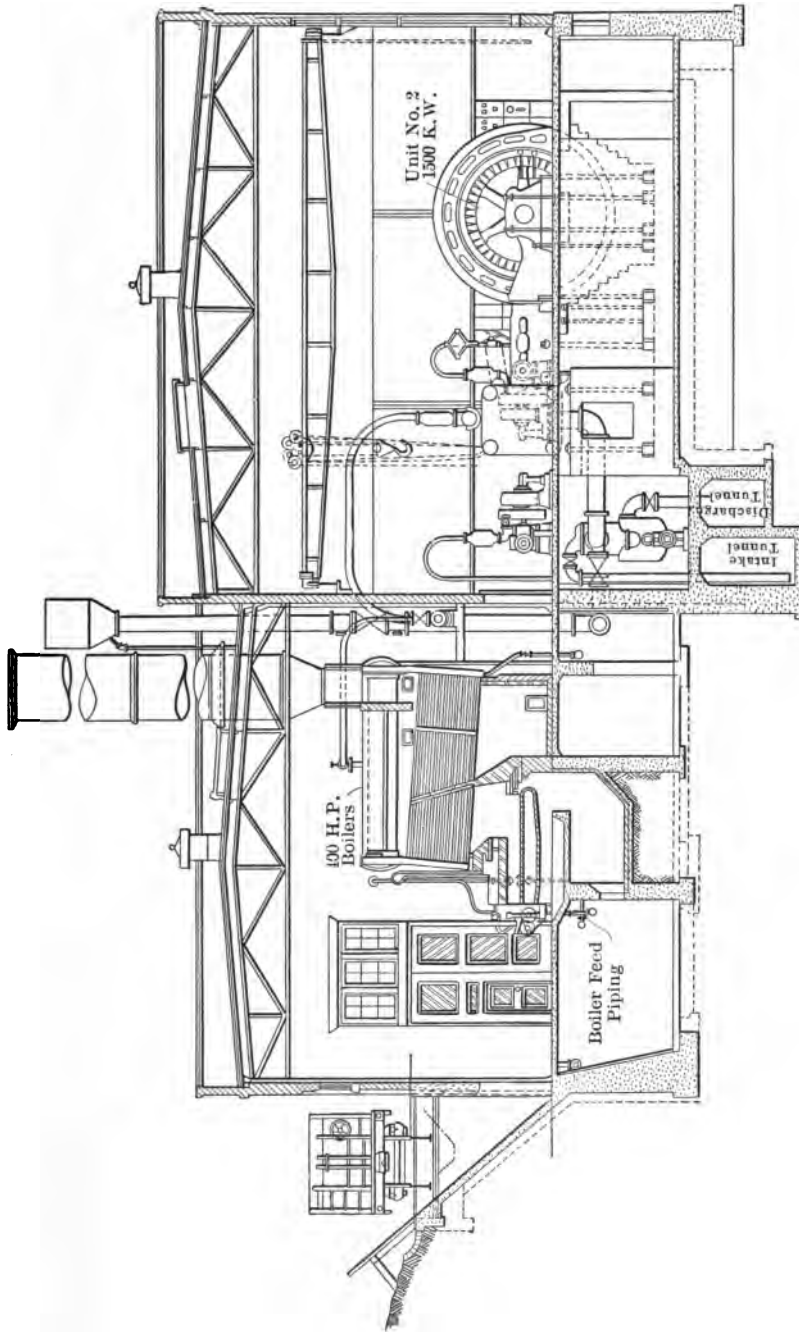 Unit No. 2
1500 K.W.
400 H.P.
Boilers
Discharge
Tunnel
Intake
Tunnel
Boiler Feed
Piping